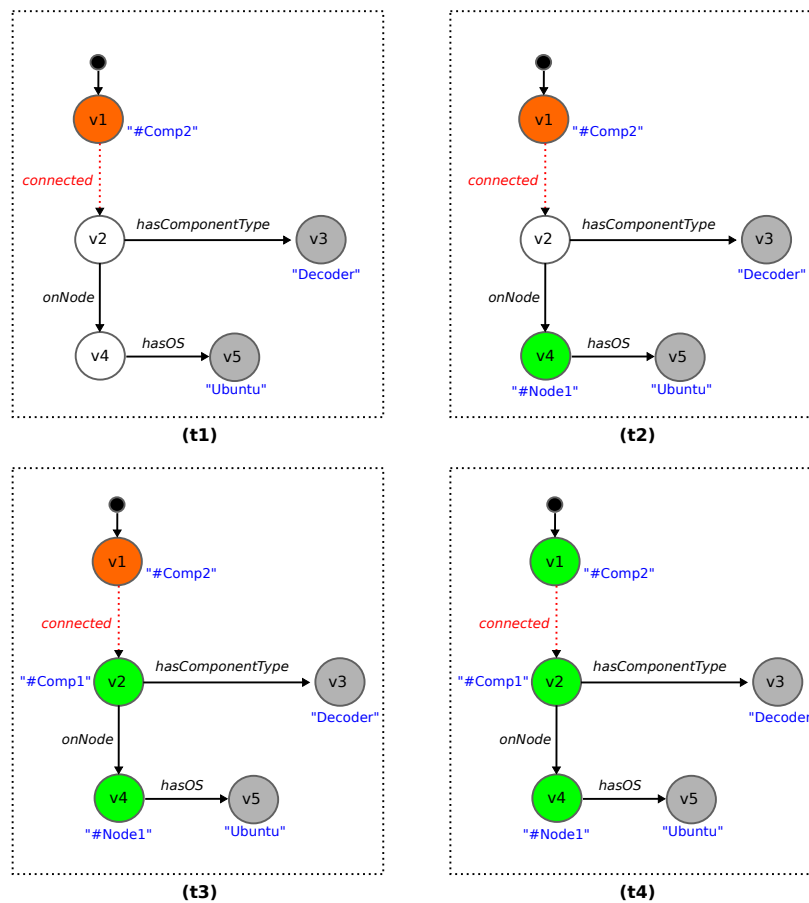 v1
"#Comp2"
connected
hasComponentType
v2
v3
"Decoder"
onNode
hasOS
v4
v5
"Ubuntu"
(t1)
v1
"#Comp2"
connected
hasComponentType
v2
v3
"Decoder"
onNode
hasOS
v4
v5
"#Node1"
"Ubuntu"
(t2)
v1
"#Comp2"
connected
hasComponentType
"#Comp1"
v2
v3
"Decoder"
onNode
hasOS
v4
v5
"#Node1"
"Ubuntu"
(t3)
v1
"#Comp2"
connected
hasComponentType
"#Comp1"
v2
v3
"Decoder
onNode
hasOS
v4
v5
"#Node1"
"Ubuntu"
(t4)